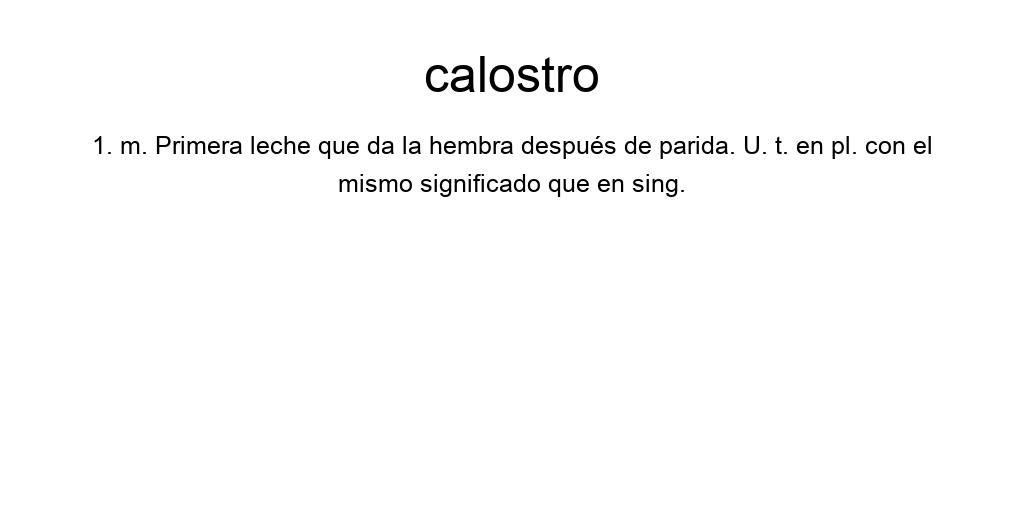 calostro
1. m. Primera leche que da la hembra después de parida. U. t. en pl. con el
mismo significado que en sing.